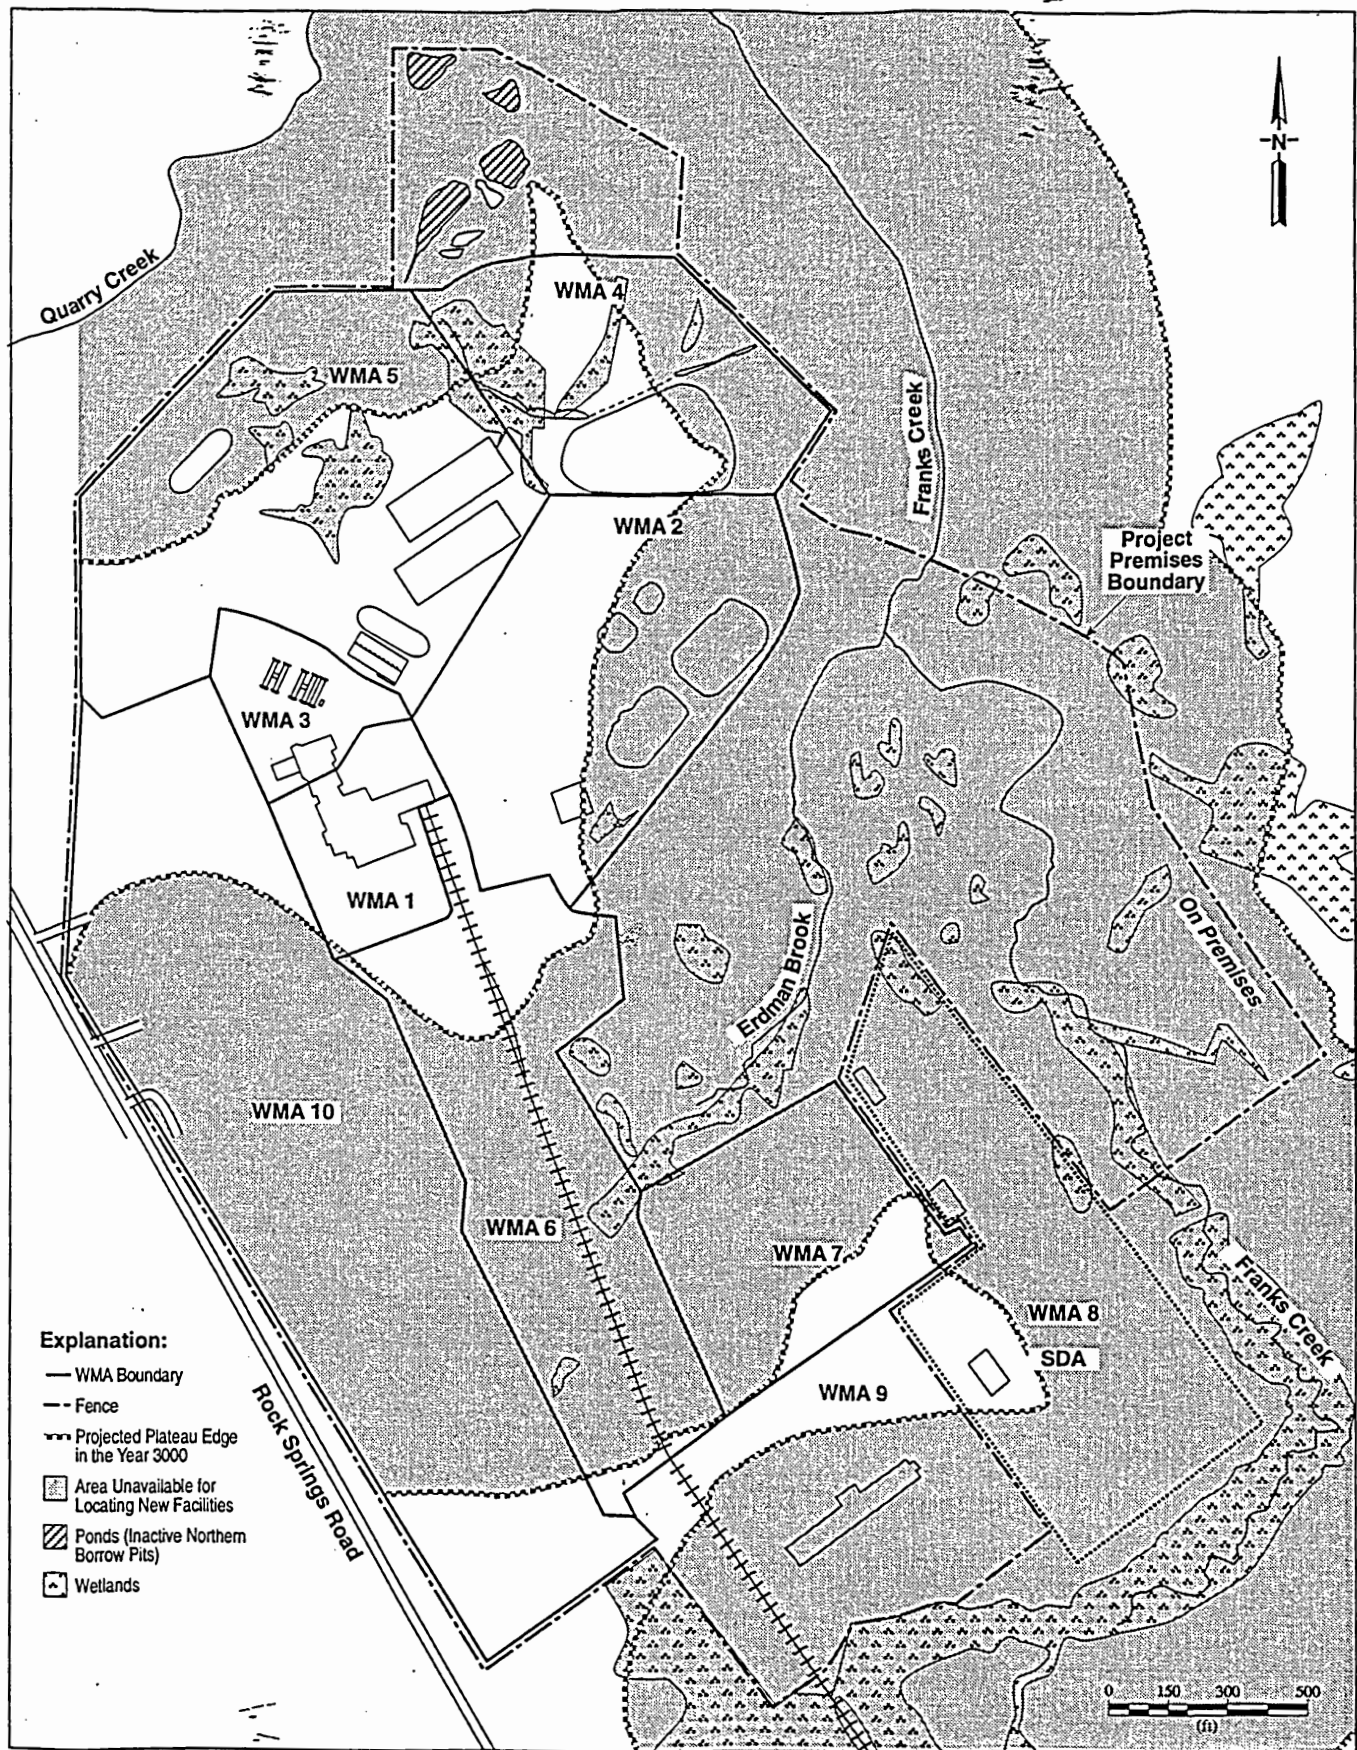 N
Quarry Creek
WMA 4
WMA 5
Franks Creek
WMA 2
Project
Premises
Boundary
WMA 3
WMA 1
On Premises
Erdman Brook
WMA 10
WMA 6
WMA 7
WMA 8
SDA
Franks Creek
WMA 9
Rock Springs Road
Explanation:
WMA Boundary
Fence
Projected Plateau Edge
in the Year 3000
Area Unavailable for
Locating New Facilities
Ponds (Inactive Northern
Borrow Pits)
Wetlands
0 150 300 500
(ft)